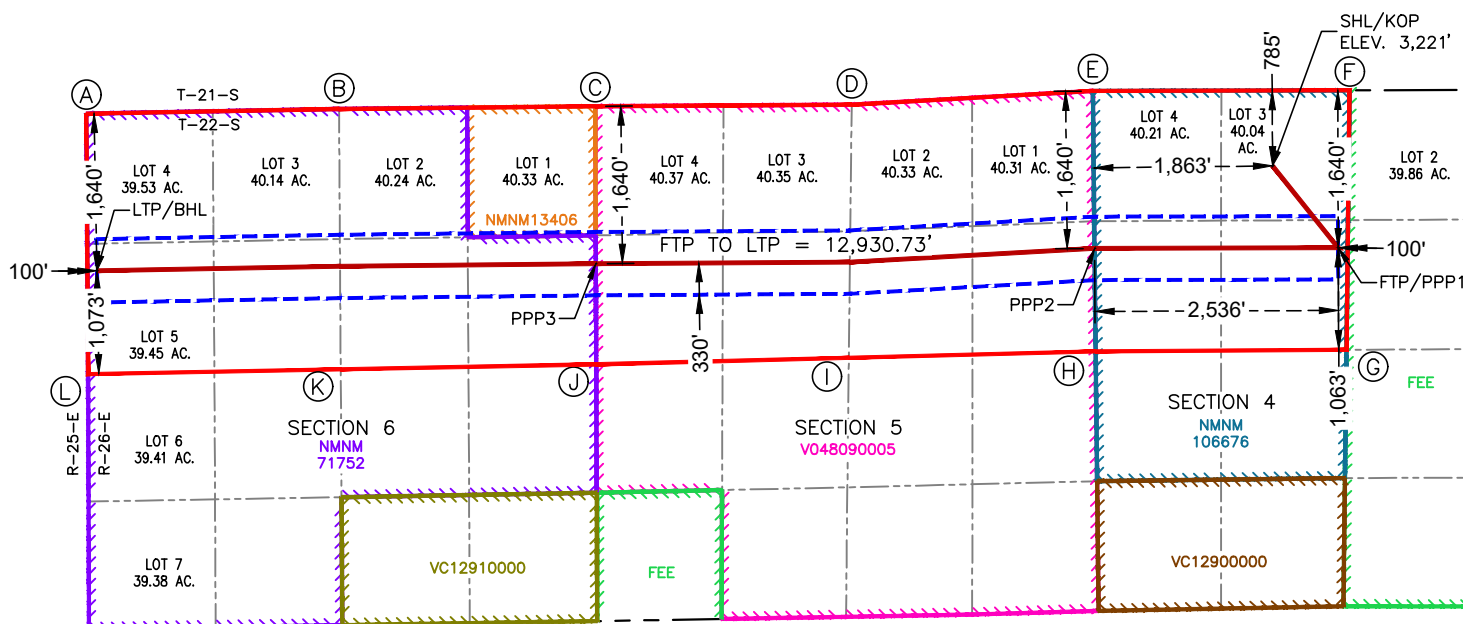 SHL/KOP
ELEV. 3,221'
785'
A
B
C
D
E
F
T-21-S
T-22-S
LOT 4
39.53 AC.
LOT 3
40.14 AC.
LOT 2
40.24 AC.
LOT 1
40.33 AC.
LOT 4
40.37 AC.
LOT 3
40.35 AC.
LOT 2
40.33 AC.
LOT 1
40.31 AC.
LOT 4
40.21 AC.
LOT 3
40.04
AC.
LOT 2
39.86 AC.
1,640'
1,640'
1,640'
1,640'
1,863'
LTP/BHL
NMNM13406
FTP TO LTP = 12,930.73'
100'
100'
FTP/PPP1
PPP3
PPP2
1,073'
330'
2,536'
1,063'
LOT 5
39.45 AC.
L
K
J
I
H
G
FEE
R-25-E
R-26-E
LOT 6
39.41 AC.
SECTION 6
NMNM
71752
SECTION 5
V048090005
SECTION 4
NMNM
106676
LOT 7
39.38 AC.
VC12910000
FEE
VC12900000